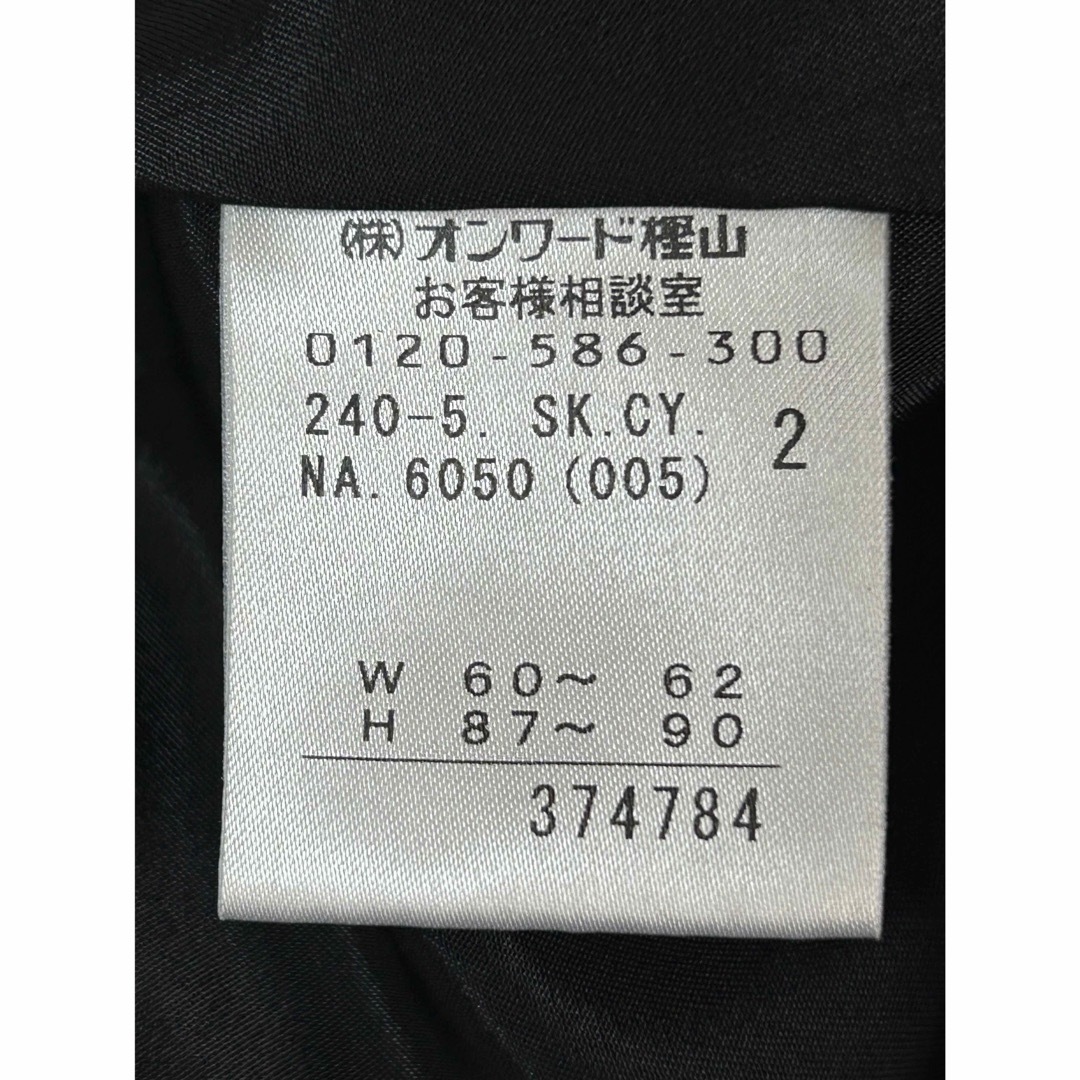 (株)オンワード樫山
お客様相談室
0120-586-300
240-5. SK.CY. 2
NA. 6050 (005)
W 60~ 62
H 87~ 90
374784